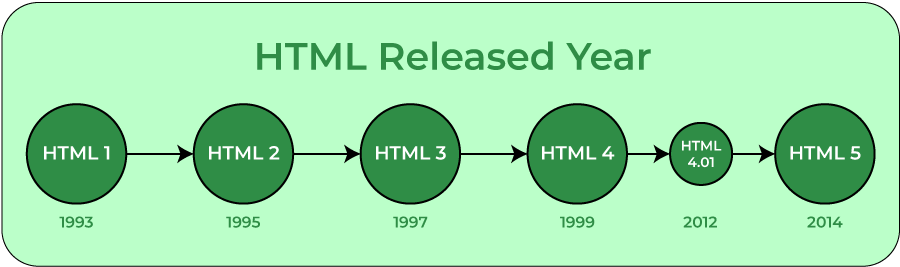 HTML Released Year
HTML 1
HTML 2
HTML 3
HTML 4
HTML
4.01
HTML 5
1993
1995
1997
1999
2012
2014